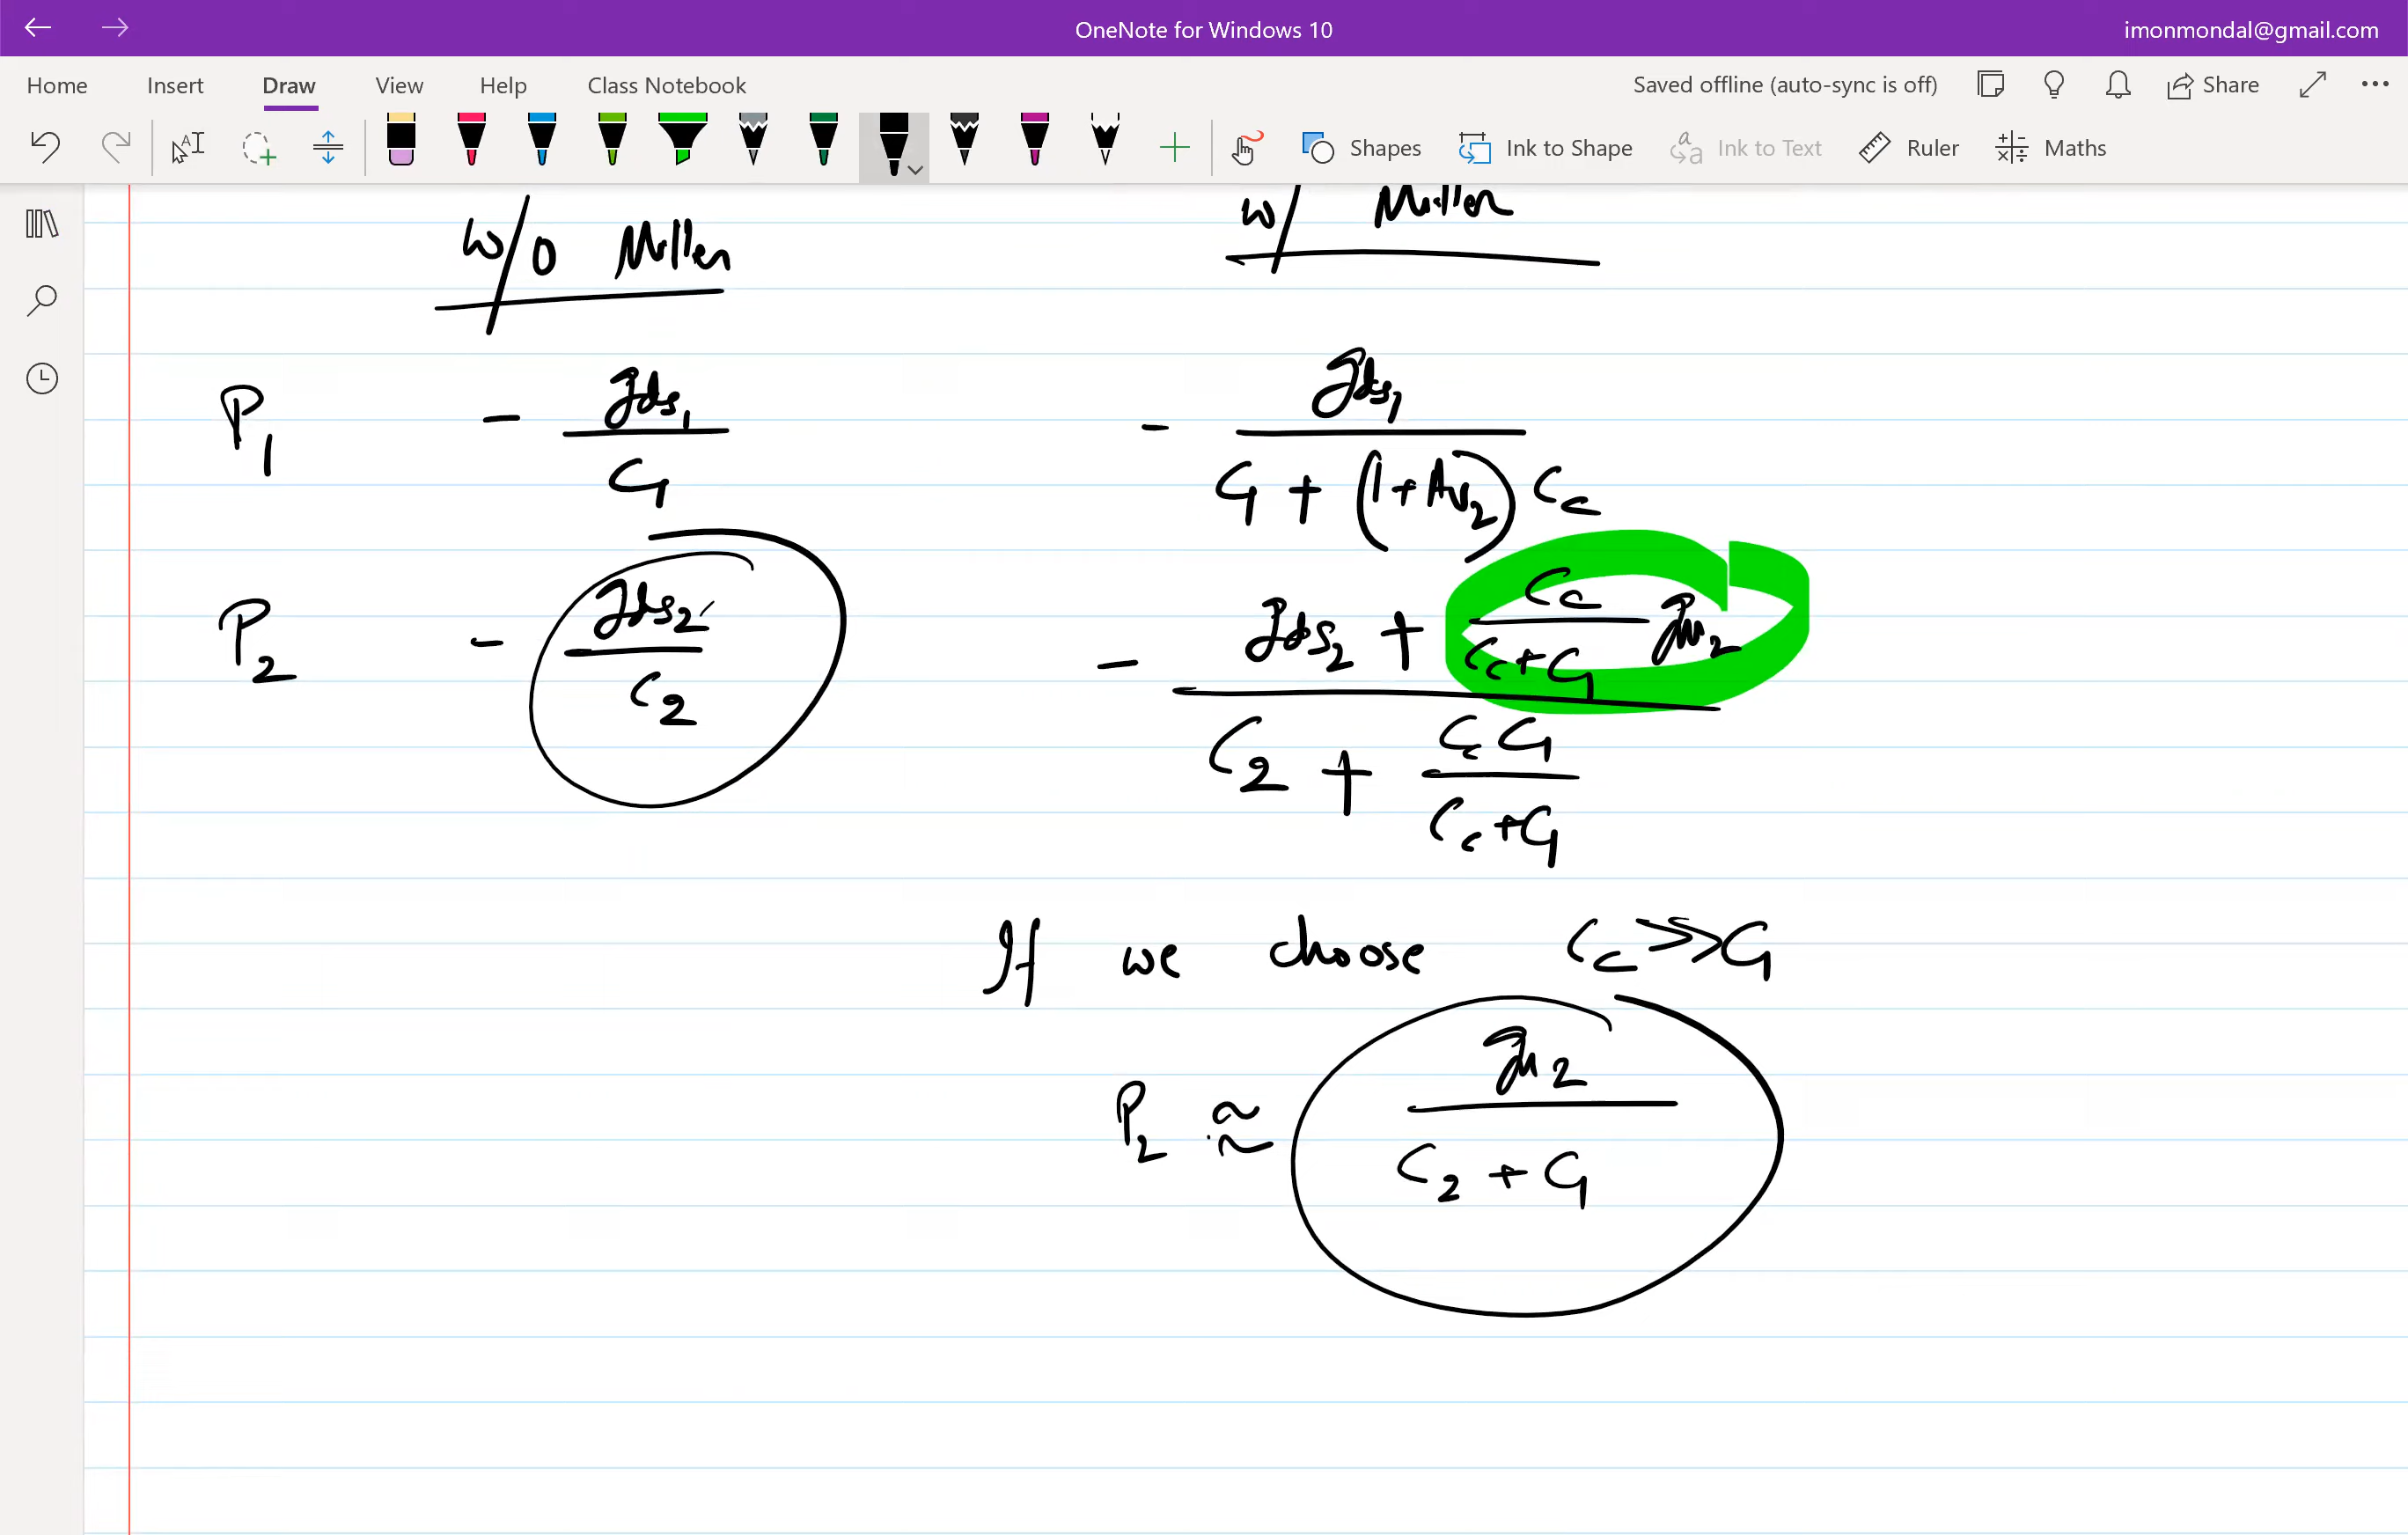 OneNote for Windows 10
imonmondal@gmail.com
Home Insert Draw View Help Class Notebook
Saved offline (auto-sync is off) Share
Shapes Ink to Shape Ink to Text Ruler Maths
w/o Miller
w/ Miller
P₁ - gds₁ / C₁
- gds₁ / C₁ + (1+Av₂) Cc
P₂ - gds₂ / C₂
- gds₂ + Cc / Cc+C₁ gm₂ / C₂ + Cc C₁ / Cc+C₁
If we choose Cc >> C₁
P₂ ≈ gm₂ / C₂ + C₁